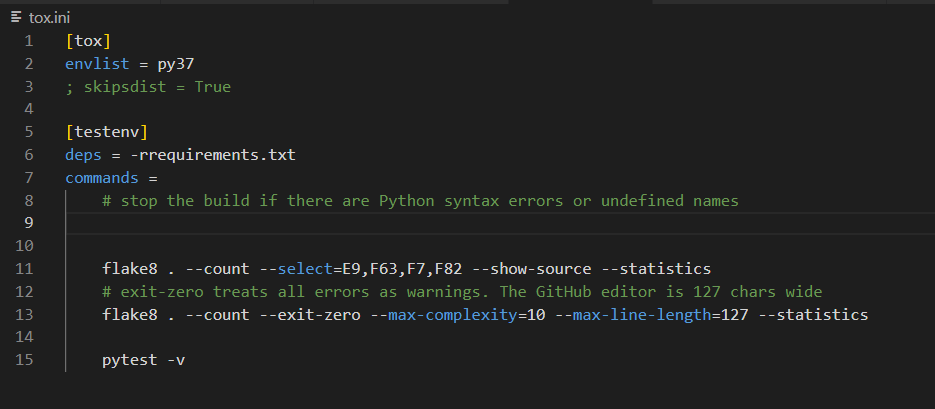 tox.ini
1 [tox]
2 envlist = py37
3 ; skipsdist = True
4
5 [testenv]
6 deps = -rrequirements.txt
7 commands =
8 # stop the build if there are Python syntax errors or undefined names
9
10
11 flake8 . --count --select=E9,F63,F7,F82 --show-source --statistics
12 # exit-zero treats all errors as warnings. The GitHub editor is 127 chars wide
13 flake8 . --count --exit-zero --max-complexity=10 --max-line-length=127 --statistics
14
15 pytest -v